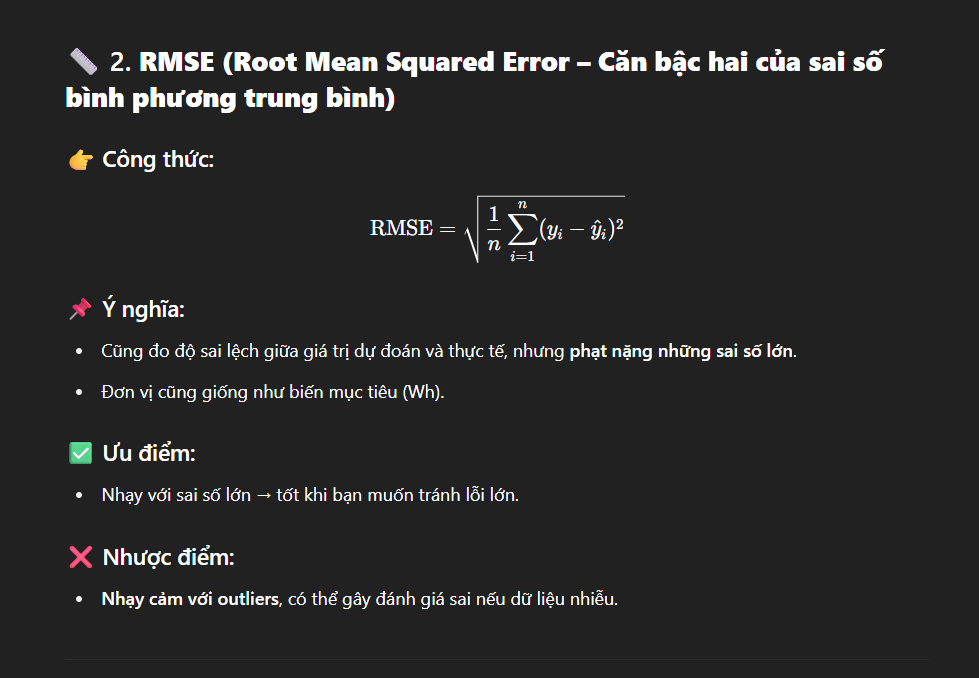 📏 2. RMSE (Root Mean Squared Error – Căn bậc hai của sai số
bình phương trung bình)
👉 Công thức:
RMSE = √(1/n ∑_{i=1}^{n} (y_i − ŷ_i)²)
📌 Ý nghĩa:
• Cũng đo độ sai lệch giữa giá trị dự đoán và thực tế, nhưng phạt nặng những sai số lớn.
• Đơn vị cũng giống như biến mục tiêu (Wh).
✅ Ưu điểm:
• Nhạy với sai số lớn → tốt khi bạn muốn tránh lỗi lớn.
❌ Nhược điểm:
• Nhạy cảm với outliers, có thể gây đánh giá sai nếu dữ liệu nhiễu.